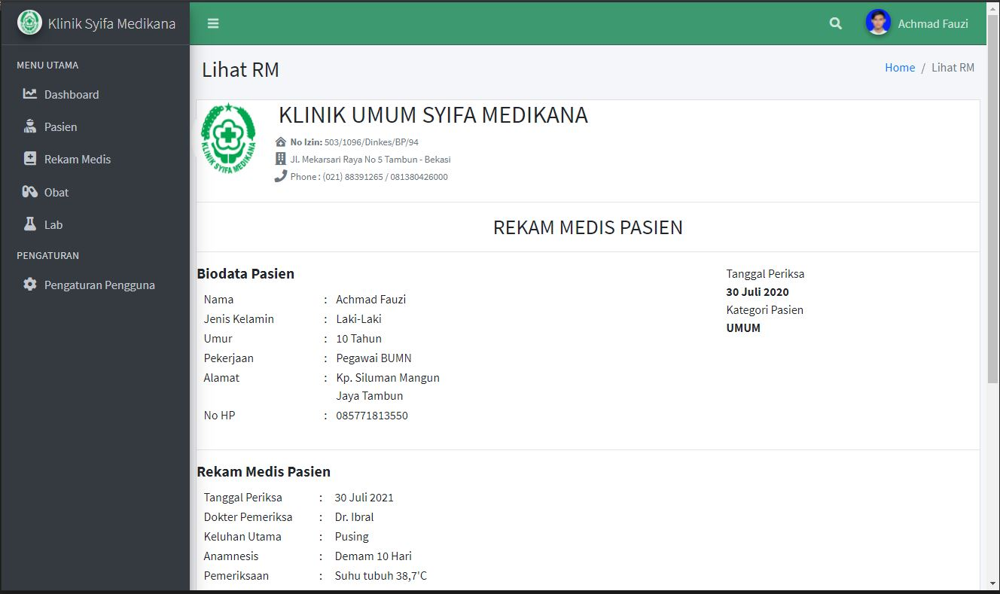 Klinik Syifa Medikana
Achmad Fauzi
MENU UTAMA
Dashboard
Pasien
Rekam Medis
Obat
Lab
PENGATURAN
Pengaturan Pengguna
Lihat RM
Home / Lihat RM
KLINIK SYIFA MEDIKANA
KLINIK UMUM SYIFA MEDIKANA
No Izin: 503/1096/Dinkes/BP/94
Jl. Mekarsari Raya No 5 Tambun - Bekasi
Phone : (021) 88391265 / 081380426000
REKAM MEDIS PASIEN
Biodata Pasien
Nama : Achmad Fauzi
Jenis Kelamin : Laki-Laki
Umur : 10 Tahun
Pekerjaan : Pegawai BUMN
Alamat : Kp. Siluman Mangun
Jaya Tambun
No HP : 085771813550
Tanggal Periksa
30 Juli 2020
Kategori Pasien
UMUM
Rekam Medis Pasien
Tanggal Periksa : 30 Juli 2021
Dokter Pemeriksa : Dr. Ibral
Keluhan Utama : Pusing
Anamnesis : Demam 10 Hari
Pemeriksaan : Suhu tubuh 38,7'C